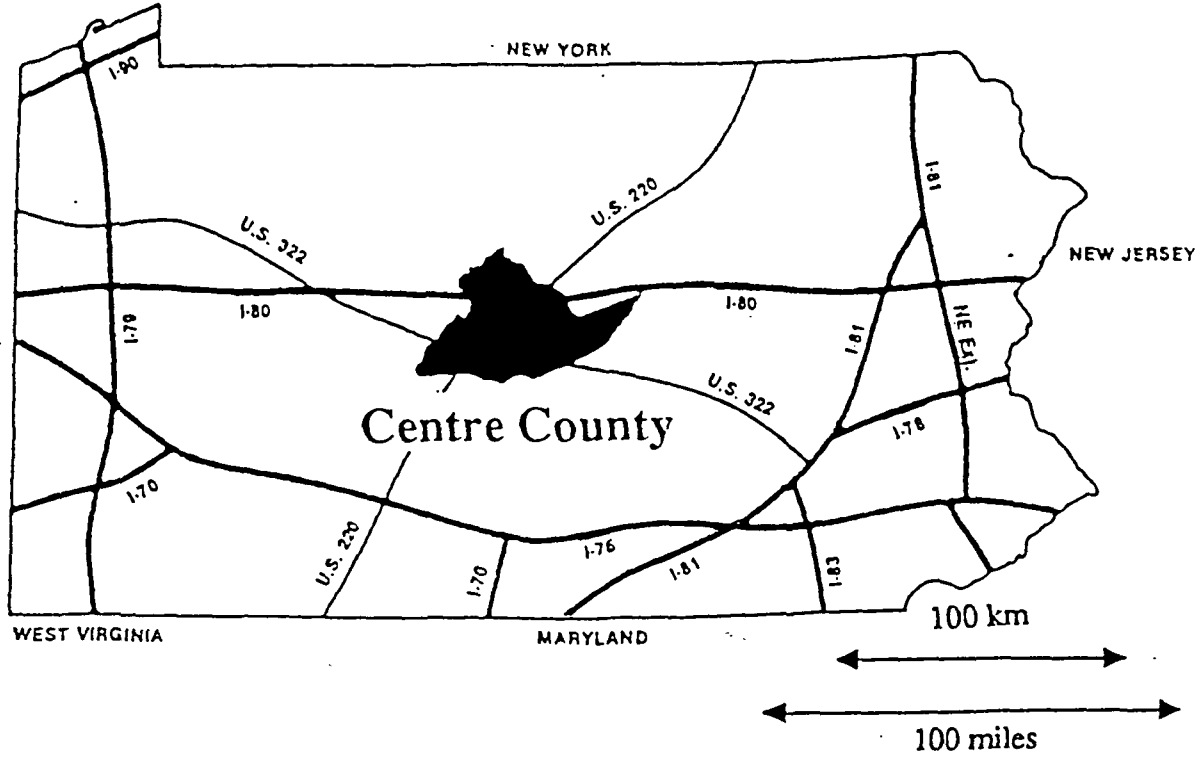 NEW YORK
I-90
I-81
U.S. 220
U.S. 322
NEW JERSEY
I-80
I-80
I-79
I-81
NE Ext.
U.S. 322
Centre County
I-78
I-70
U.S. 220
I-76
I-70
I-81
I-83
100 km
WEST VIRGINIA
MARYLAND
100 miles